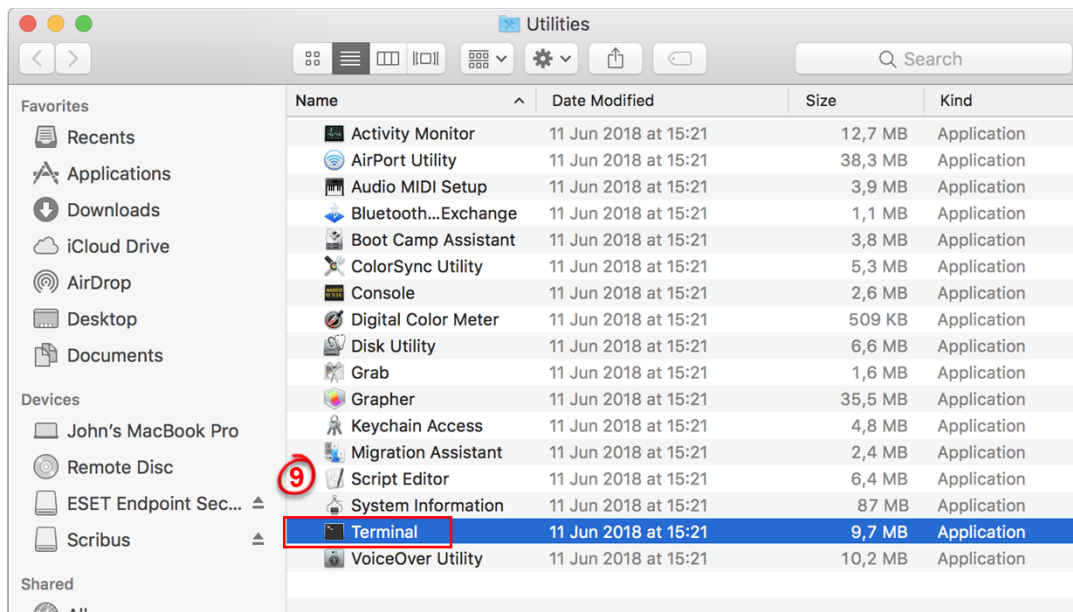 Utilities
Search
Favorites
Recents
Applications
Downloads
iCloud Drive
AirDrop
Desktop
Documents
Devices
John's MacBook Pro
Remote Disc
ESET Endpoint Sec...
Scribus
Shared
Name Date Modified Size Kind
Activity Monitor 11 Jun 2018 at 15:21 12,7 MB Application
AirPort Utility 11 Jun 2018 at 15:21 38,3 MB Application
Audio MIDI Setup 11 Jun 2018 at 15:21 3,9 MB Application
Bluetooth...Exchange 11 Jun 2018 at 15:21 1,1 MB Application
Boot Camp Assistant 11 Jun 2018 at 15:21 3,8 MB Application
ColorSync Utility 11 Jun 2018 at 15:21 5,3 MB Application
Console 11 Jun 2018 at 15:21 2,6 MB Application
Digital Color Meter 11 Jun 2018 at 15:21 509 KB Application
Disk Utility 11 Jun 2018 at 15:21 6,6 MB Application
Grab 11 Jun 2018 at 15:21 1,6 MB Application
Grapher 11 Jun 2018 at 15:21 35,5 MB Application
Keychain Access 11 Jun 2018 at 15:21 4,8 MB Application
Migration Assistant 11 Jun 2018 at 15:21 2,4 MB Application
9
Script Editor 11 Jun 2018 at 15:21 6,4 MB Application
System Information 11 Jun 2018 at 15:21 87 MB Application
Terminal 11 Jun 2018 at 15:21 9,7 MB Application
VoiceOver Utility 11 Jun 2018 at 15:21 10,2 MB Application